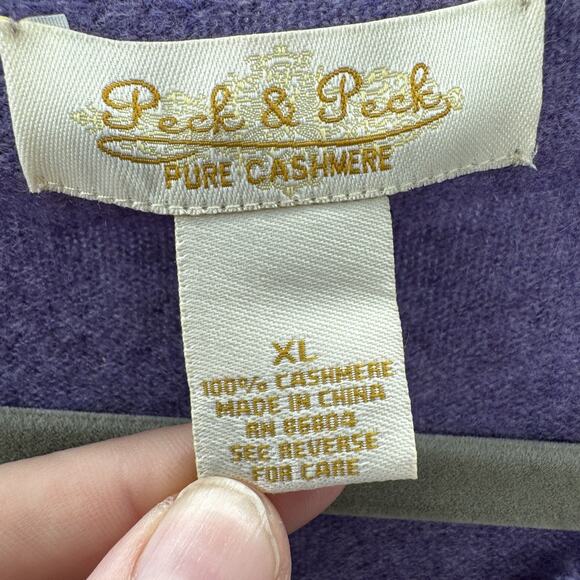 Peck & Peck
PURE CASHMERE
XL
100% CASHMERE
MADE IN CHINA
RN 86804
SEE REVERSE
FOR CARE